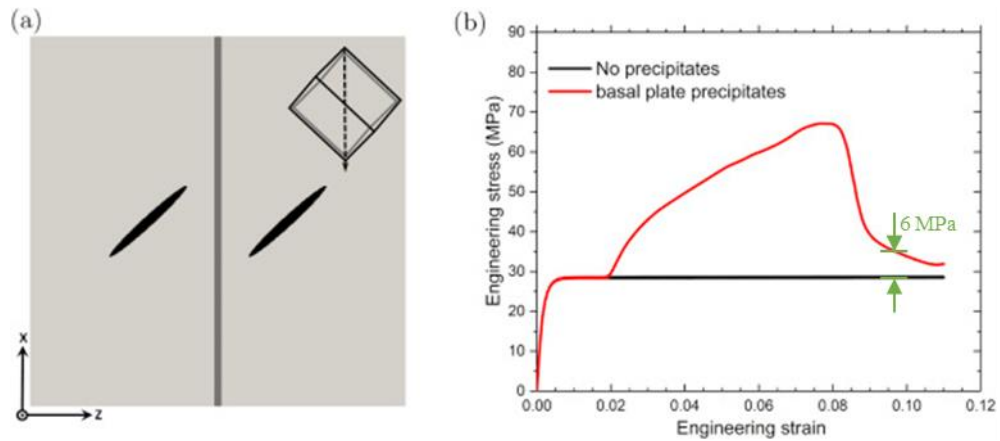 (a)
x
z
(b)
Engineering stress (MPa)
90
80
70
60
50
40
30
20
10
0
No precipitates
basal plate precipitates
6 MPa
0.00 0.02 0.04 0.06 0.08 0.10 0.12
Engineering strain